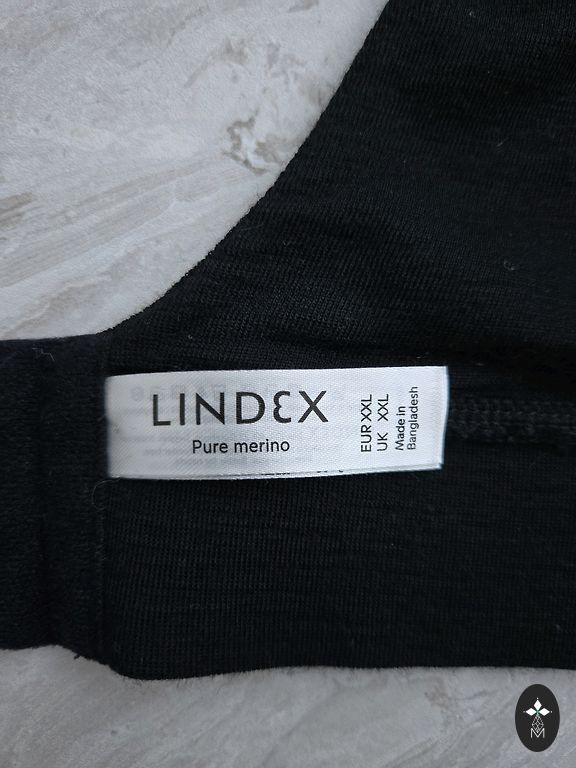 LINDEX
Pure merino
EUR XXL
UK XXL
Made in
Bangladesh
M